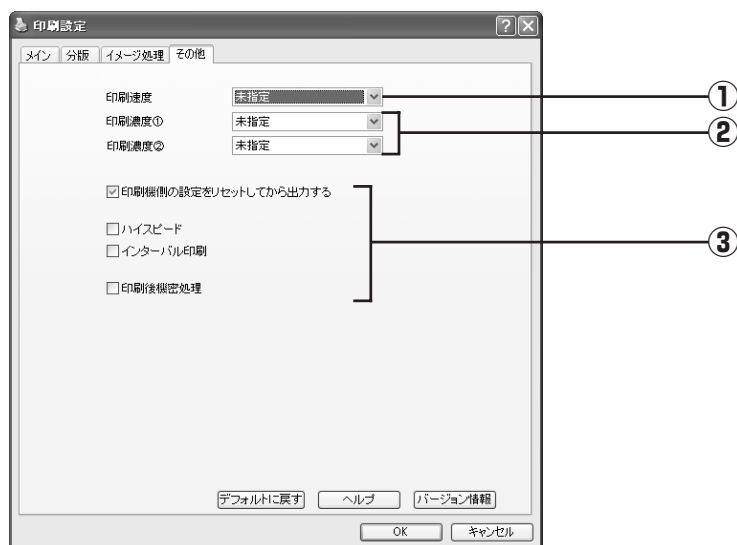 印刷設定
メイン 分版 イメージ処理 その他
印刷速度 未指定 ①
印刷濃度① 未指定 ②
印刷濃度② 未指定
印刷機側の設定をリセットしてから出力する
ハイスピード ③
インターバル印刷
印刷後機密処理
デフォルトに戻す ヘルプ バージョン情報
OK キャンセル